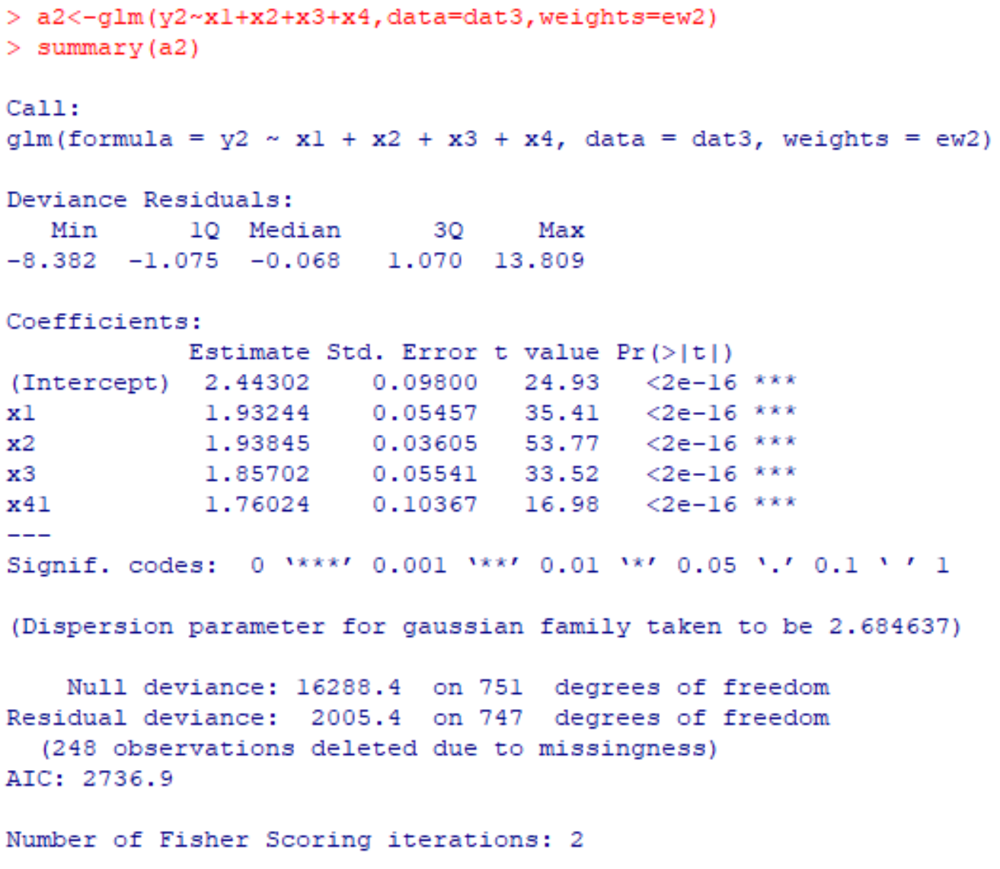 > a2<-glm(y2~x1+x2+x3+x4,data=dat3,weights=ew2)
> summary(a2)
Call:
glm(formula = y2 ~ x1 + x2 + x3 + x4, data = dat3, weights = ew2)
Deviance Residuals:
   Min      1Q  Median      3Q     Max
-8.382  -1.075  -0.068   1.070  13.809
Coefficients:
            Estimate Std. Error t value Pr(>|t|)
(Intercept)  2.44302    0.09800   24.93   <2e-16 ***
x1           1.93244    0.05457   35.41   <2e-16 ***
x2           1.93845    0.03605   53.77   <2e-16 ***
x3           1.85702    0.05541   33.52   <2e-16 ***
x41          1.76024    0.10367   16.98   <2e-16 ***
---
Signif. codes:  0 ‘***’ 0.001 ‘**’ 0.01 ‘*’ 0.05 ‘.’ 0.1 ‘ ’ 1
(Dispersion parameter for gaussian family taken to be 2.684637)
    Null deviance: 16288.4  on 751  degrees of freedom
Residual deviance:  2005.4  on 747  degrees of freedom
  (248 observations deleted due to missingness)
AIC: 2736.9
Number of Fisher Scoring iterations: 2